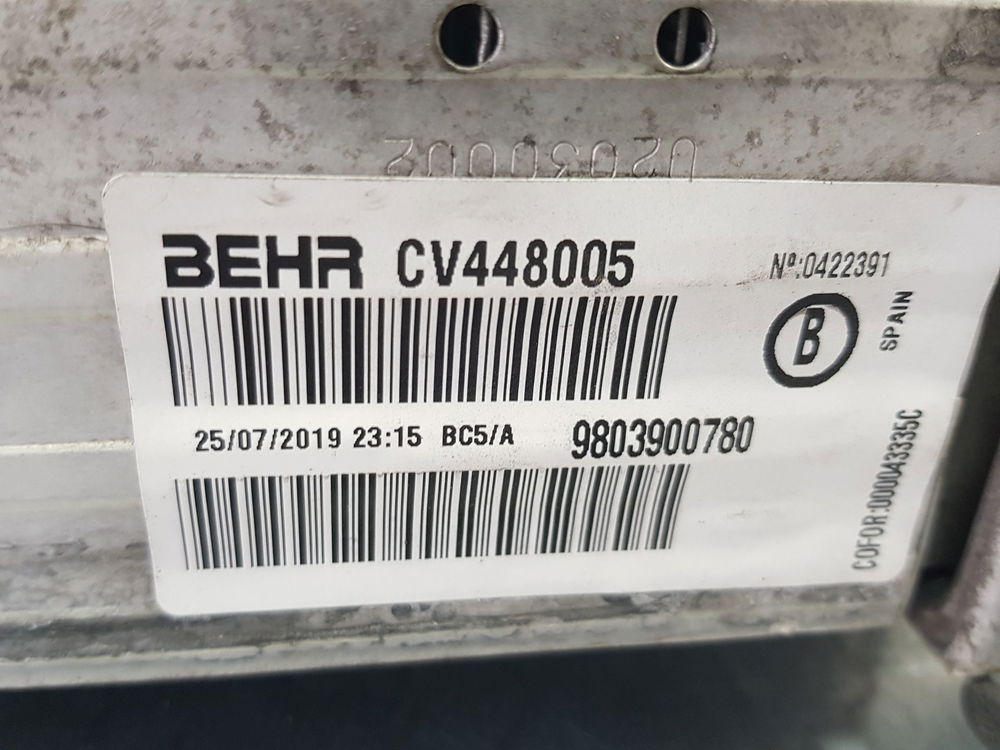 U2030002
BEHR CV448005
Nº:0422391
B
SPAIN
25/07/2019 23:15 BC5/A 9803900780
COFOR:000043335C